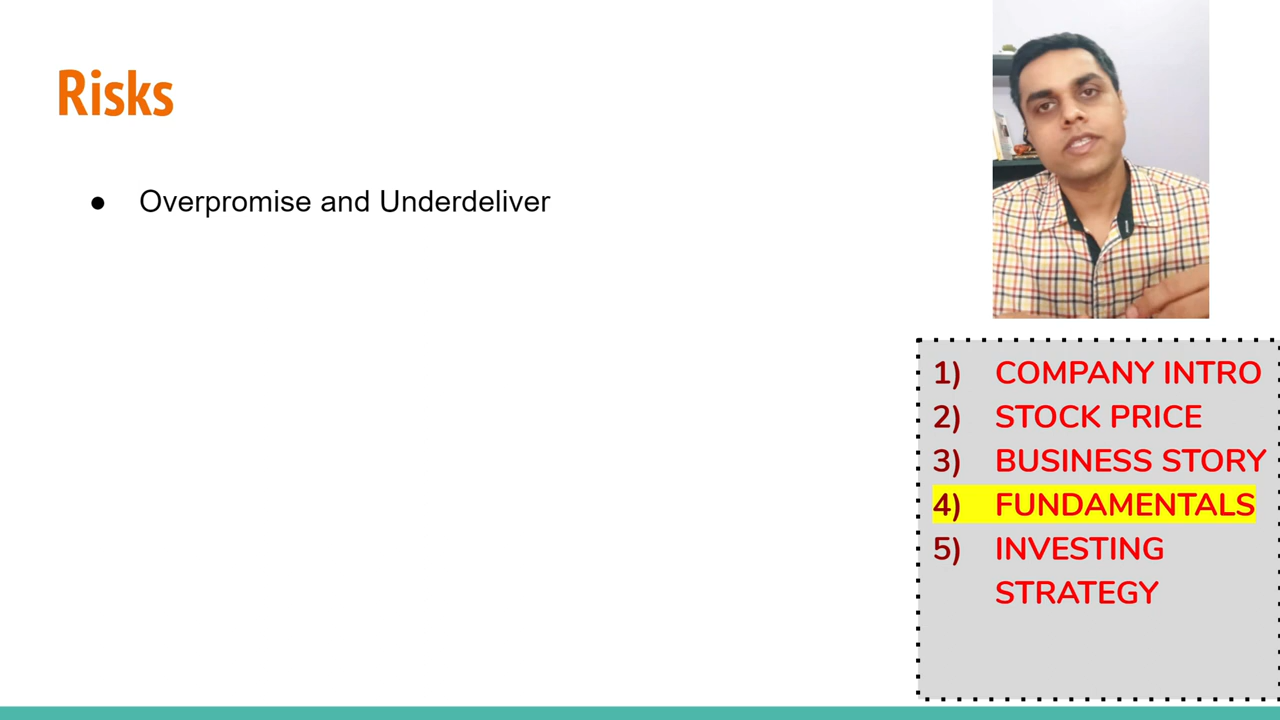 Risks
● Overpromise and Underdeliver
1) COMPANY INTRO
2) STOCK PRICE
3) BUSINESS STORY
4) FUNDAMENTALS
5) INVESTING
STRATEGY